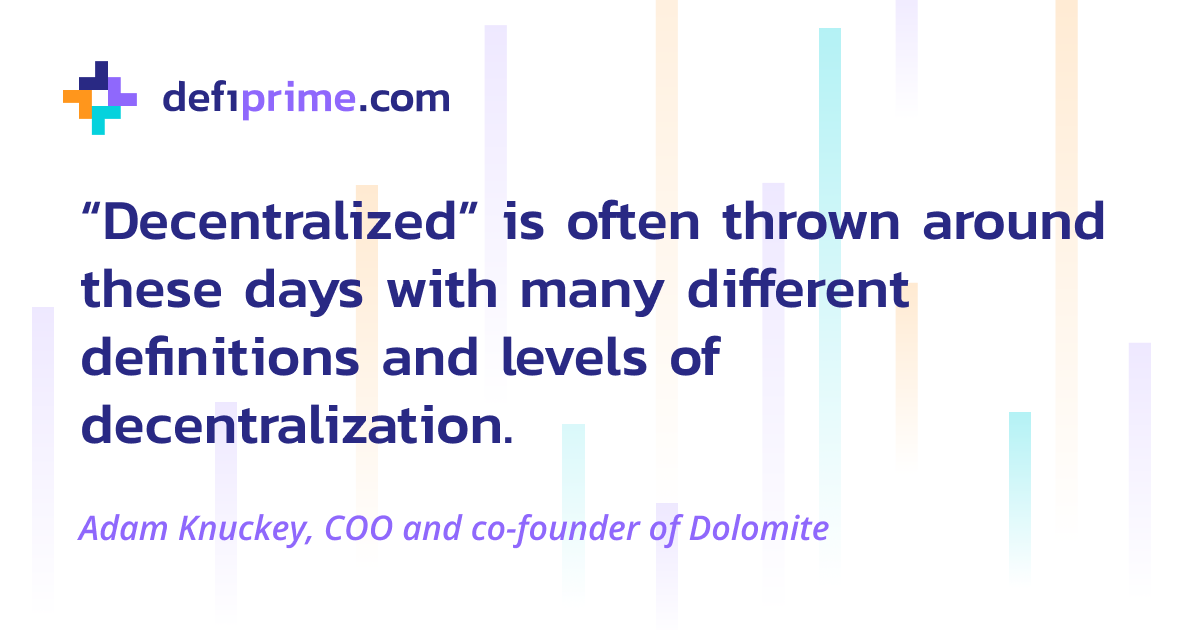 defiprime.com
“Decentralized” is often thrown around
these days with many different
definitions and levels of
decentralization.
Adam Knuckey, COO and co-founder of Dolomite